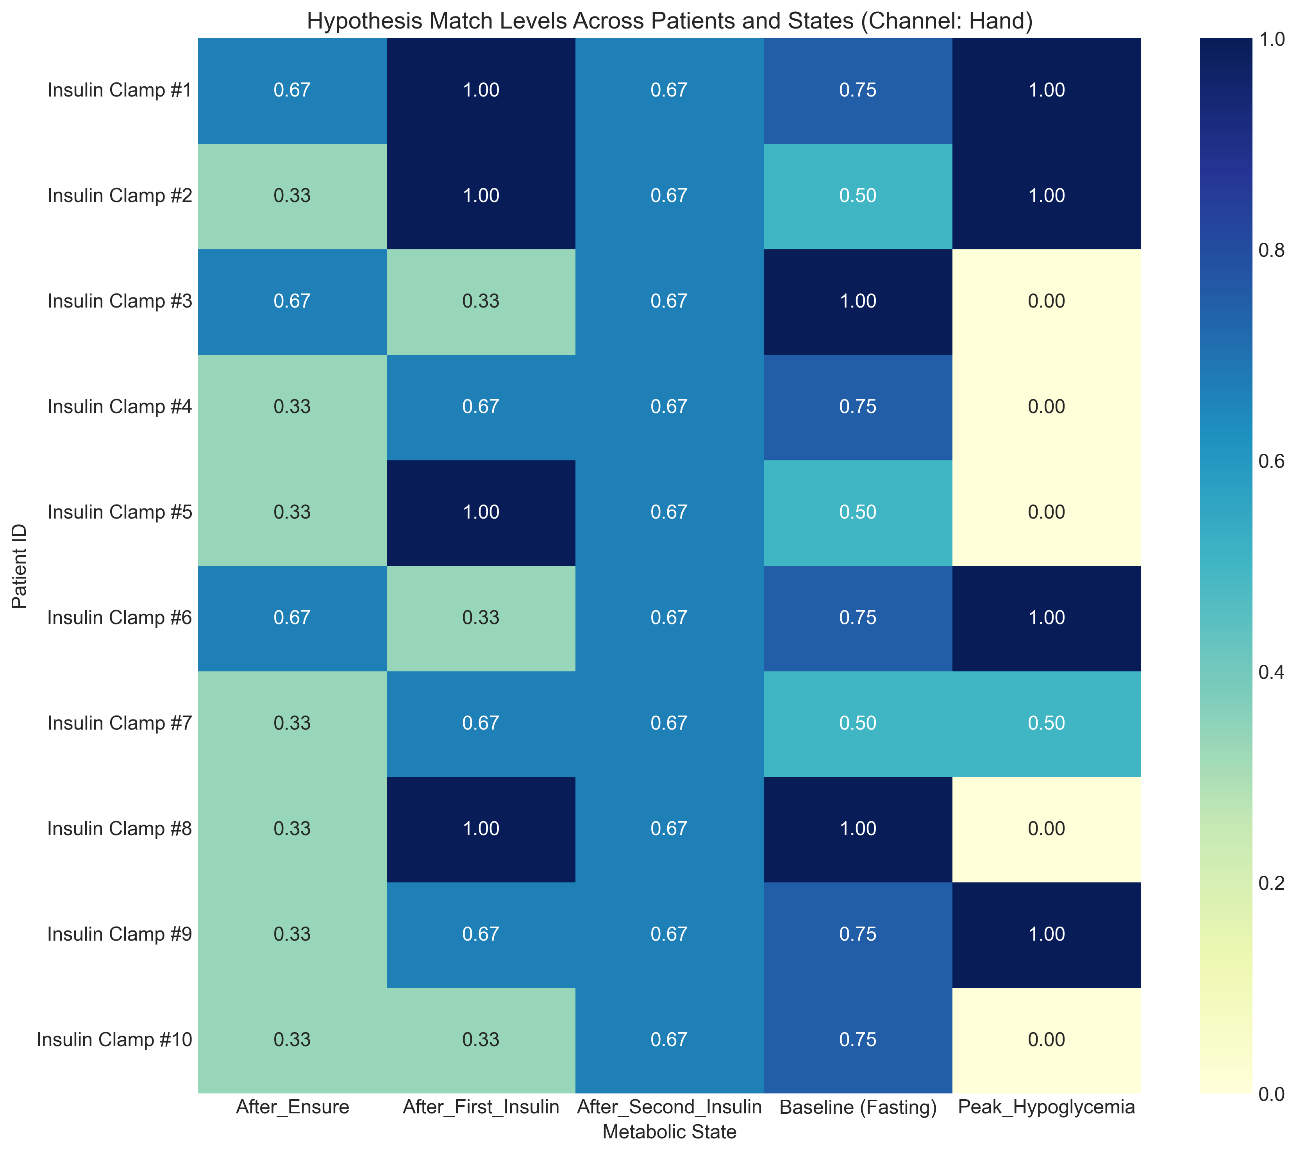 Hypothesis Match Levels Across Patients and States (Channel: Hand)
Patient ID
Insulin Clamp #1 0.67 1.00 0.67 0.75 1.00
Insulin Clamp #2 0.33 1.00 0.67 0.50 1.00
Insulin Clamp #3 0.67 0.33 0.67 1.00 0.00
Insulin Clamp #4 0.33 0.67 0.67 0.75 0.00
Insulin Clamp #5 0.33 1.00 0.67 0.50 0.00
Insulin Clamp #6 0.67 0.33 0.67 0.75 1.00
Insulin Clamp #7 0.33 0.67 0.67 0.50 0.50
Insulin Clamp #8 0.33 1.00 0.67 1.00 0.00
Insulin Clamp #9 0.33 0.67 0.67 0.75 1.00
Insulin Clamp #10 0.33 0.33 0.67 0.75 0.00
After_Ensure After_First_Insulin After_Second_Insulin Baseline (Fasting) Peak_Hypoglycemia
Metabolic State
1.0
0.8
0.6
0.4
0.2
0.0